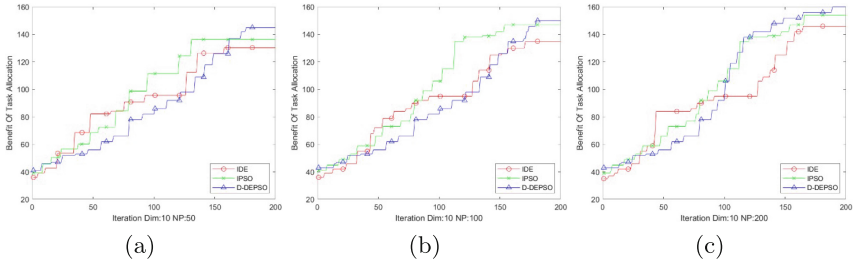 160
140
120
100
80
60
40
20
Benefit Of Task Allocation
0 50 100 150 200
Iteration Dim:10 NP:50
IDE
IPSO
D-DEPSO
(a)
160
140
120
100
80
60
40
20
Benefit Of Task Allocation
0 50 100 150 200
Iteration Dim:10 NP:100
IDE
IPSO
D-DEPSO
(b)
160
140
120
100
80
60
40
20
Benefit Of Task Allocation
0 50 100 150 200
Iteration Dim:10 NP:200
IDE
IPSO
D-DEPSO
(c)